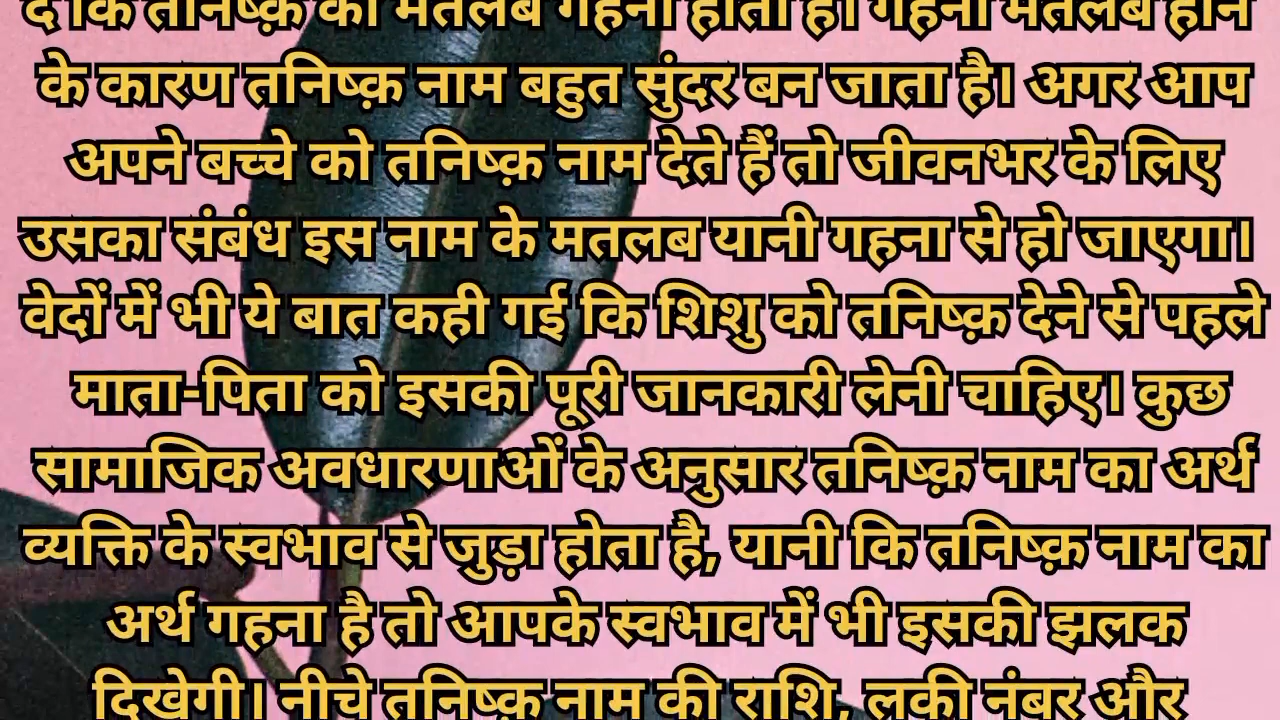 दें कि तनिष्क़ का मतलब गहना होता है। गहना मतलब होने
के कारण तनिष्क़ नाम बहुत सुंदर बन जाता है। अगर आप
अपने बच्चे को तनिष्क़ नाम देते हैं तो जीवनभर के लिए
उसका संबंध इस नाम के मतलब यानी गहना से हो जाएगा।
वेदों में भी ये बात कही गई कि शिशु को तनिष्क़ देने से पहले
माता-पिता को इसकी पूरी जानकारी लेनी चाहिए। कुछ
सामाजिक अवधारणाओं के अनुसार तनिष्क़ नाम का अर्थ
व्यक्ति के स्वभाव से जुड़ा होता है, यानी कि तनिष्क़ नाम का
अर्थ गहना है तो आपके स्वभाव में भी इसकी झलक
दिखेगी। नीचे तनिष्क़ नाम की राशि, लकी नंबर और